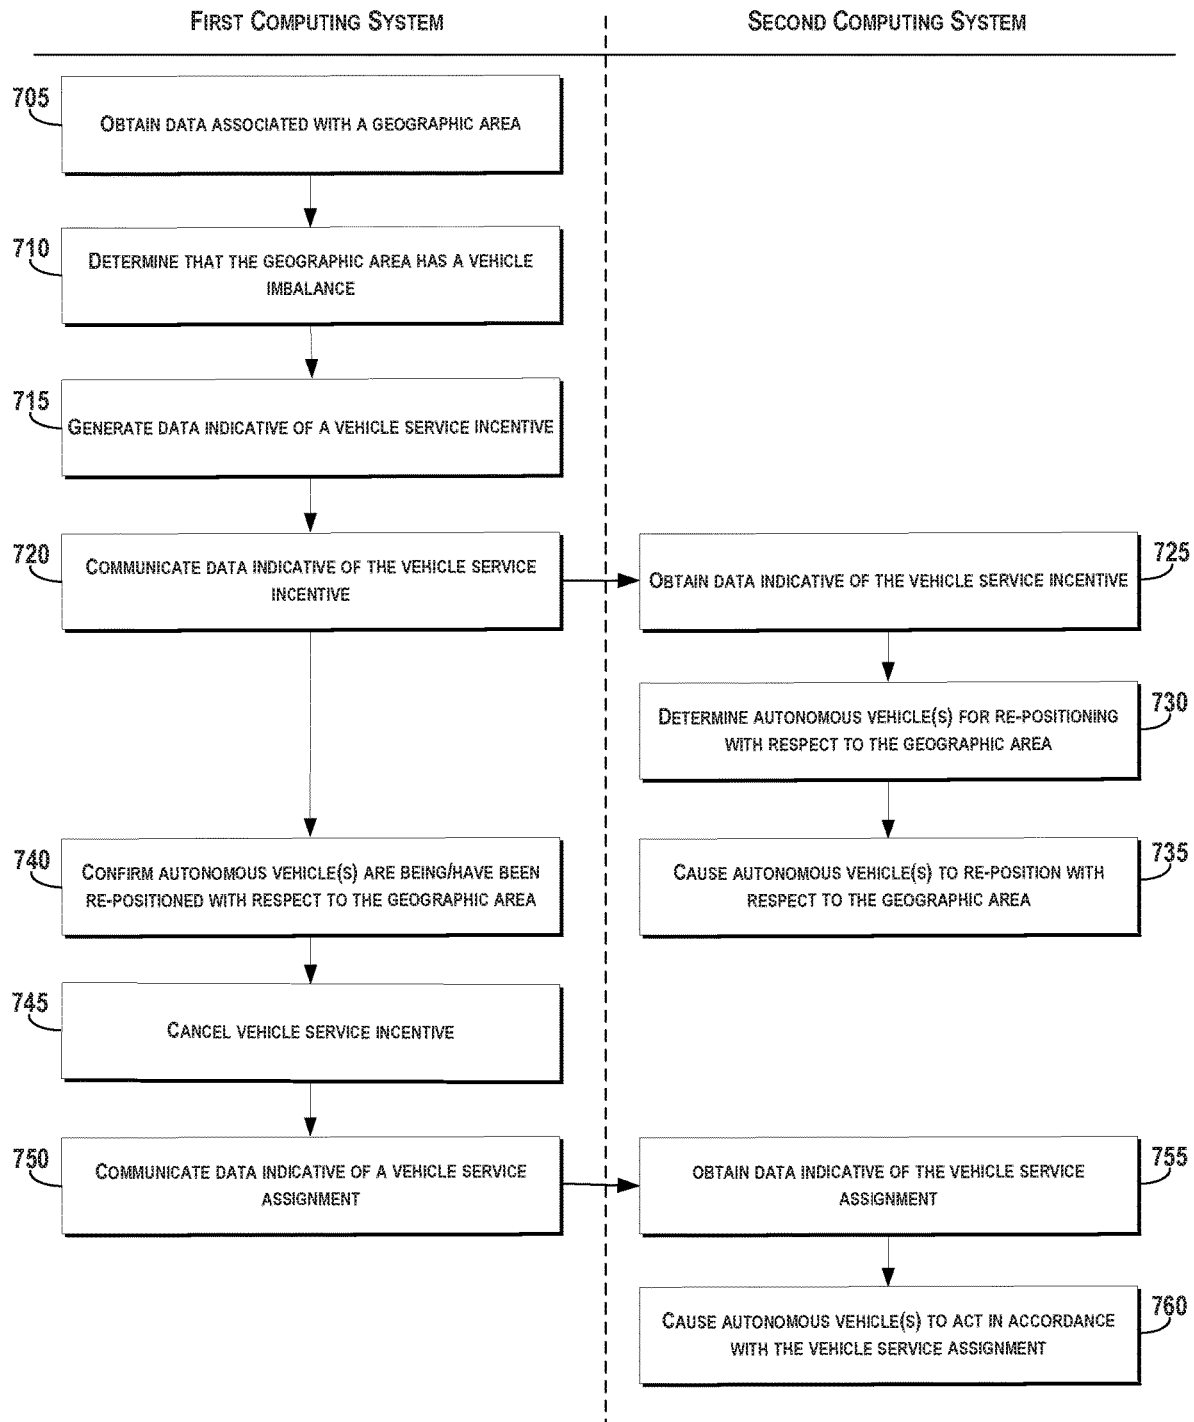 FIRST COMPUTING SYSTEM
SECOND COMPUTING SYSTEM
705
OBTAIN DATA ASSOCIATED WITH A GEOGRAPHIC AREA
710
DETERMINE THAT THE GEOGRAPHIC AREA HAS A VEHICLE
IMBALANCE
715
GENERATE DATA INDICATIVE OF A VEHICLE SERVICE INCENTIVE
720
COMMUNICATE DATA INDICATIVE OF THE VEHICLE SERVICE
INCENTIVE
725
OBTAIN DATA INDICATIVE OF THE VEHICLE SERVICE INCENTIVE
730
DETERMINE AUTONOMOUS VEHICLE(S) FOR RE-POSITIONING
WITH RESPECT TO THE GEOGRAPHIC AREA
735
CAUSE AUTONOMOUS VEHICLE(S) TO RE-POSITION WITH
RESPECT TO THE GEOGRAPHIC AREA
740
CONFIRM AUTONOMOUS VEHICLE(S) ARE BEING/HAVE BEEN
RE-POSITIONED WITH RESPECT TO THE GEOGRAPHIC AREA
745
CANCEL VEHICLE SERVICE INCENTIVE
750
COMMUNICATE DATA INDICATIVE OF A VEHICLE SERVICE
ASSIGNMENT
755
OBTAIN DATA INDICATIVE OF THE VEHICLE SERVICE
ASSIGNMENT
760
CAUSE AUTONOMOUS VEHICLE(S) TO ACT IN ACCORDANCE
WITH THE VEHICLE SERVICE ASSIGNMENT